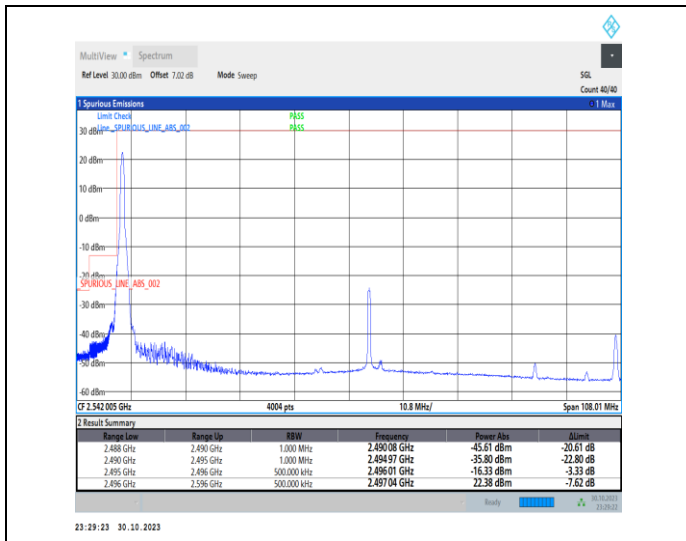 MultiView Spectrum
Ref Level 30.00 dBm Offset 7.02 dB Mode Sweep SGL
Count 40/40
1 Spurious Emissions 1 Max
Limit Check PASS
Line _SPURIOUS_LINE_ABS_002 PASS
30 dBm
20 dBm
10 dBm
0 dBm
-10 dBm
-20 dBm
SPURIOUS_LINE_ABS_002
-30 dBm
-40 dBm
-50 dBm
-60 dBm
CF 2.542 005 GHz 4004 pts 10.8 MHz/ Span 108.01 MHz
2 Result Summary
Range Low Range Up RBW Frequency Power Abs ΔLimit
2.488 GHz 2.490 GHz 1.000 MHz 2.490 08 GHz -45.61 dBm -20.61 dB
2.490 GHz 2.495 GHz 1.000 MHz 2.494 97 GHz -35.80 dBm -22.80 dB
2.495 GHz 2.496 GHz 500.000 kHz 2.496 01 GHz -16.33 dBm -3.33 dB
2.496 GHz 2.596 GHz 500.000 kHz 2.497 04 GHz 22.38 dBm -7.62 dB
Ready 30.10.2023
23:29:22
23:29:23 30.10.2023